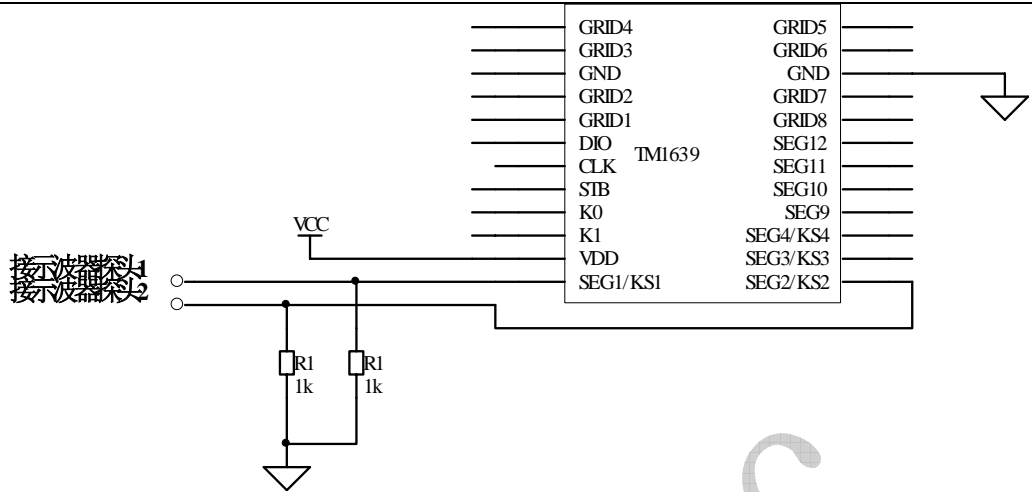 GRID4 GRID5
GRID3 GRID6
GND GND
GRID2 GRID7
GRID1 GRID8
DIO SEG12
TM1639
CLK SEG11
STB SEG10
K0 SEG9
VCC
K1 SEG4/KS4
VDD SEG3/KS3
接示波器探头1
SEG1/KS1 SEG2/KS2
接示波器探头2
R1 R1
1k 1k